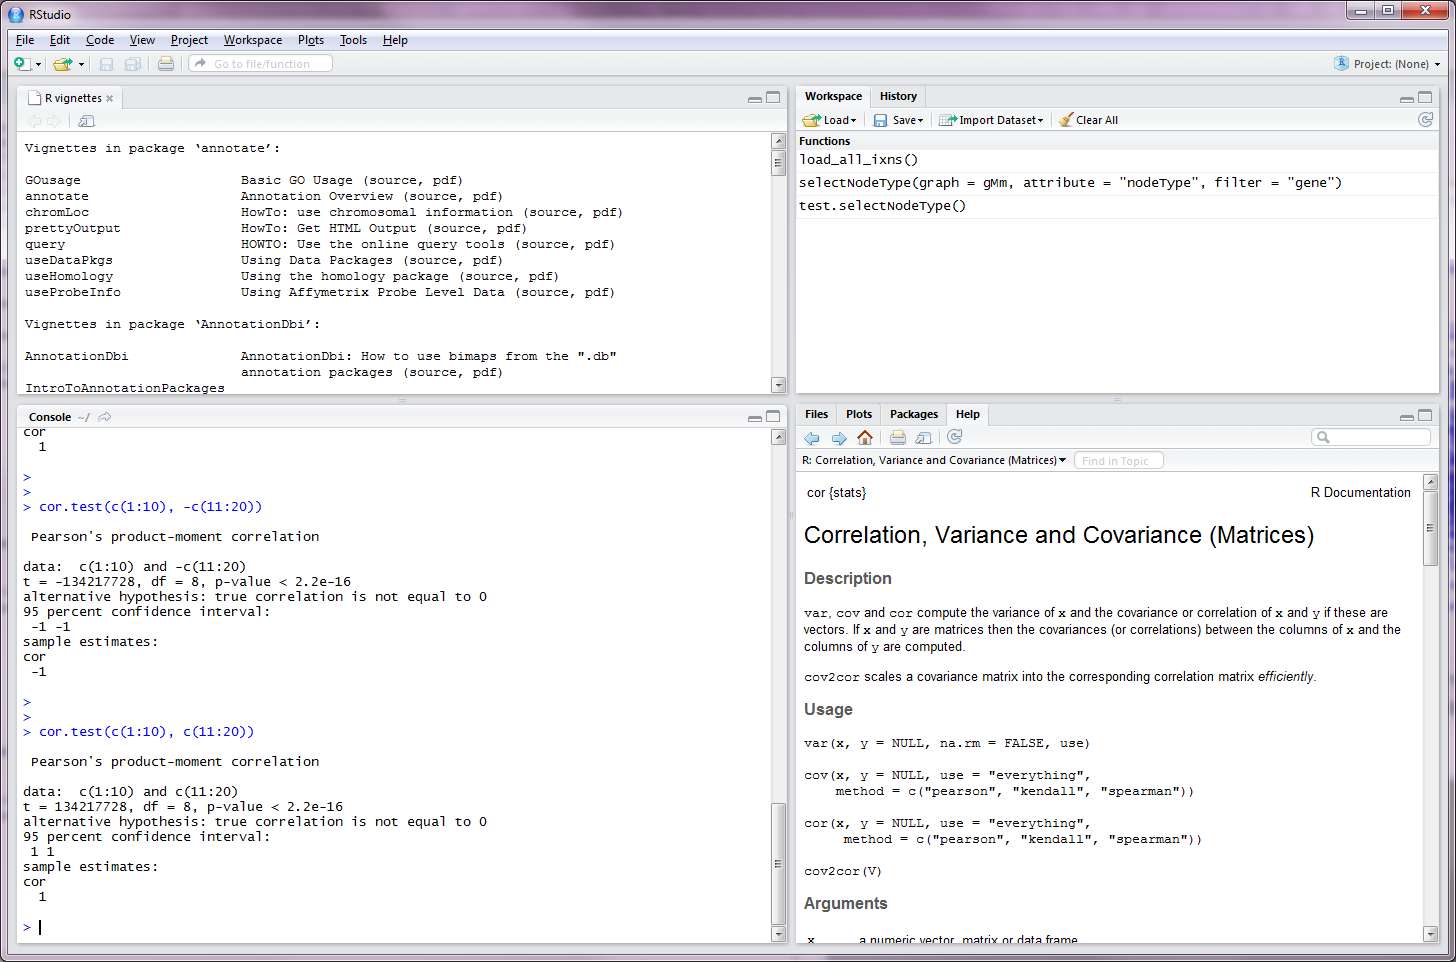 RStudio
File Edit Code View Project Workspace Plots Tools Help
Go to file/function Project: (None)
R vignettes
Vignettes in package ‘annotate’:
GOusage Basic GO Usage (source, pdf)
annotate Annotation Overview (source, pdf)
chromLoc HowTo: use chromosomal information (source, pdf)
prettyOutput HowTo: Get HTML Output (source, pdf)
query HOWTO: Use the online query tools (source, pdf)
useDataPkgs Using Data Packages (source, pdf)
useHomology Using the homology package (source, pdf)
useProbeInfo Using Affymetrix Probe Level Data (source, pdf)
Vignettes in package ‘AnnotationDbi’:
AnnotationDbi AnnotationDbi: How to use bimaps from the ".db"
annotation packages (source, pdf)
IntroToAnnotationPackages
Workspace History
Load Save Import Dataset Clear All
Functions
load_all_ixns()
selectNodeType(graph = gMm, attribute = "nodeType", filter = "gene")
test.selectNodeType()
Console ~/
cor
1
>
>
> cor.test(c(1:10), -c(11:20))
Pearson's product-moment correlation
data:  c(1:10) and -c(11:20)
t = -134217728, df = 8, p-value < 2.2e-16
alternative hypothesis: true correlation is not equal to 0
95 percent confidence interval:
-1 -1
sample estimates:
cor
-1
>
>
> cor.test(c(1:10), c(11:20))
Pearson's product-moment correlation
data:  c(1:10) and c(11:20)
t = 134217728, df = 8, p-value < 2.2e-16
alternative hypothesis: true correlation is not equal to 0
95 percent confidence interval:
1 1
sample estimates:
cor
1
>
Files Plots Packages Help
R: Correlation, Variance and Covariance (Matrices) Find in Topic
cor {stats} R Documentation
Correlation, Variance and Covariance (Matrices)
Description
var, cov and cor compute the variance of x and the covariance or correlation of x and y if these are
vectors. If x and y are matrices then the covariances (or correlations) between the columns of x and the
columns of y are computed.
cov2cor scales a covariance matrix into the corresponding correlation matrix efficiently.
Usage
var(x, y = NULL, na.rm = FALSE, use)
cov(x, y = NULL, use = "everything",
method = c("pearson", "kendall", "spearman"))
cor(x, y = NULL, use = "everything",
method = c("pearson", "kendall", "spearman"))
cov2cor(V)
Arguments
x a numeric vector, matrix or data frame